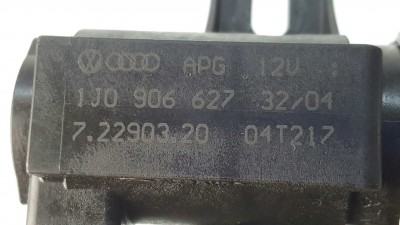 APG 12V :
1J0 906 627 32/04
7.22903.20 04T217